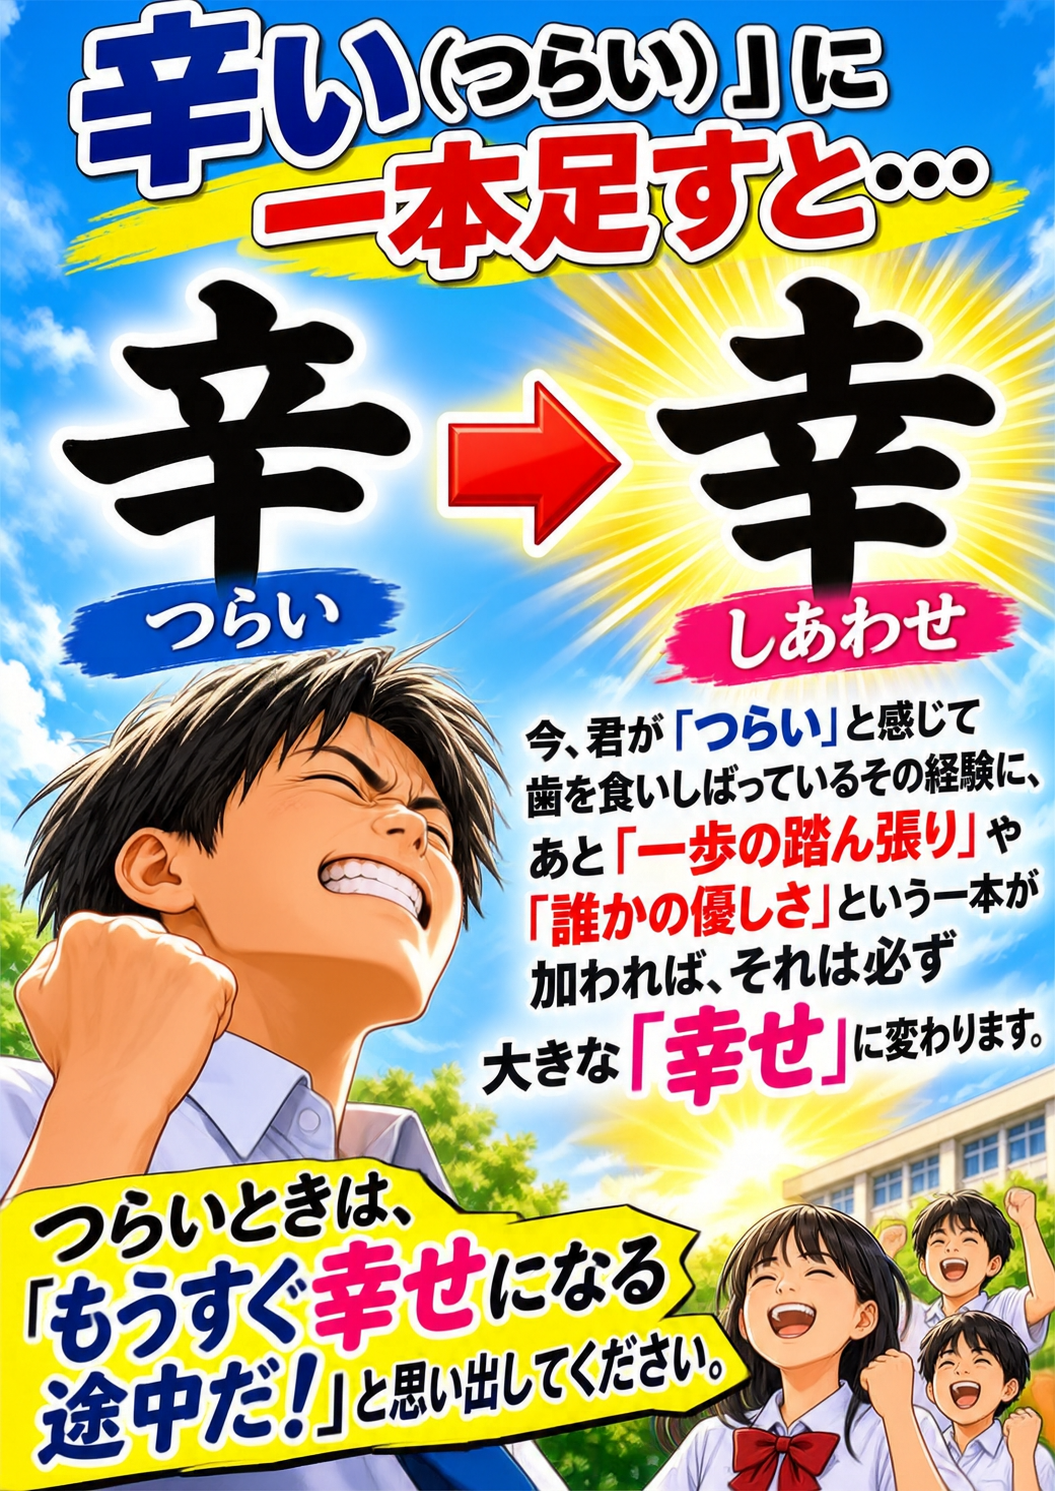 辛い(つらい)」に
一本足すと…
辛
幸
つらい
しあわせ
今、君が「つらい」と感じて
歯を食いしばっているその経験に、
あと「一歩の踏ん張り」や
「誰かの優しさ」という一本が
加われば、それは必ず
大きな「幸せ」に変わります。
つらいときは、
「もうすぐ幸せになる
途中だ!」と思い出してください。